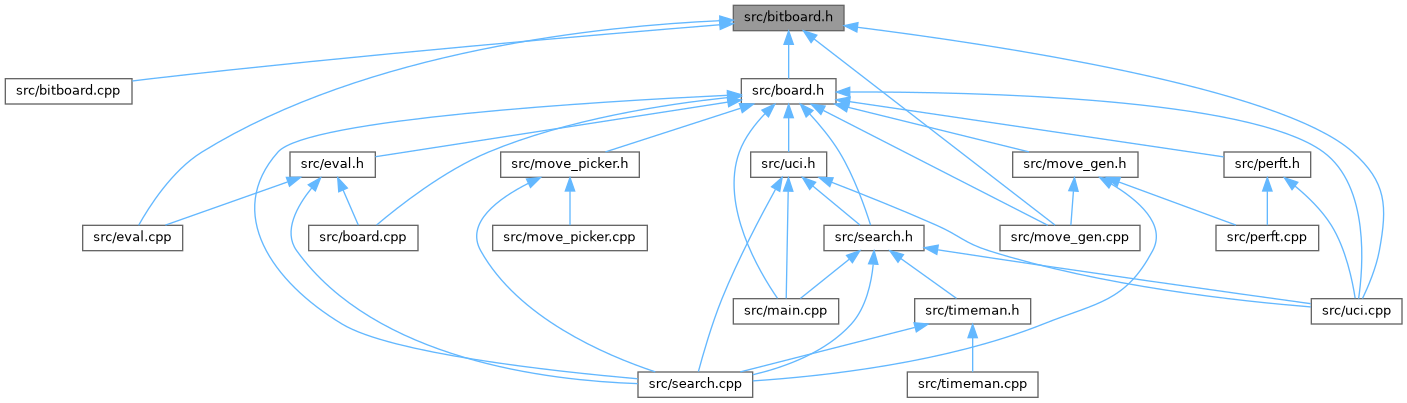 src/bitboard.h
src/bitboard.cpp
src/board.h
src/eval.h
src/move_picker.h
src/uci.h
src/move_gen.h
src/perft.h
src/eval.cpp
src/board.cpp
src/move_picker.cpp
src/search.h
src/move_gen.cpp
src/perft.cpp
src/main.cpp
src/timeman.h
src/uci.cpp
src/search.cpp
src/timeman.cpp